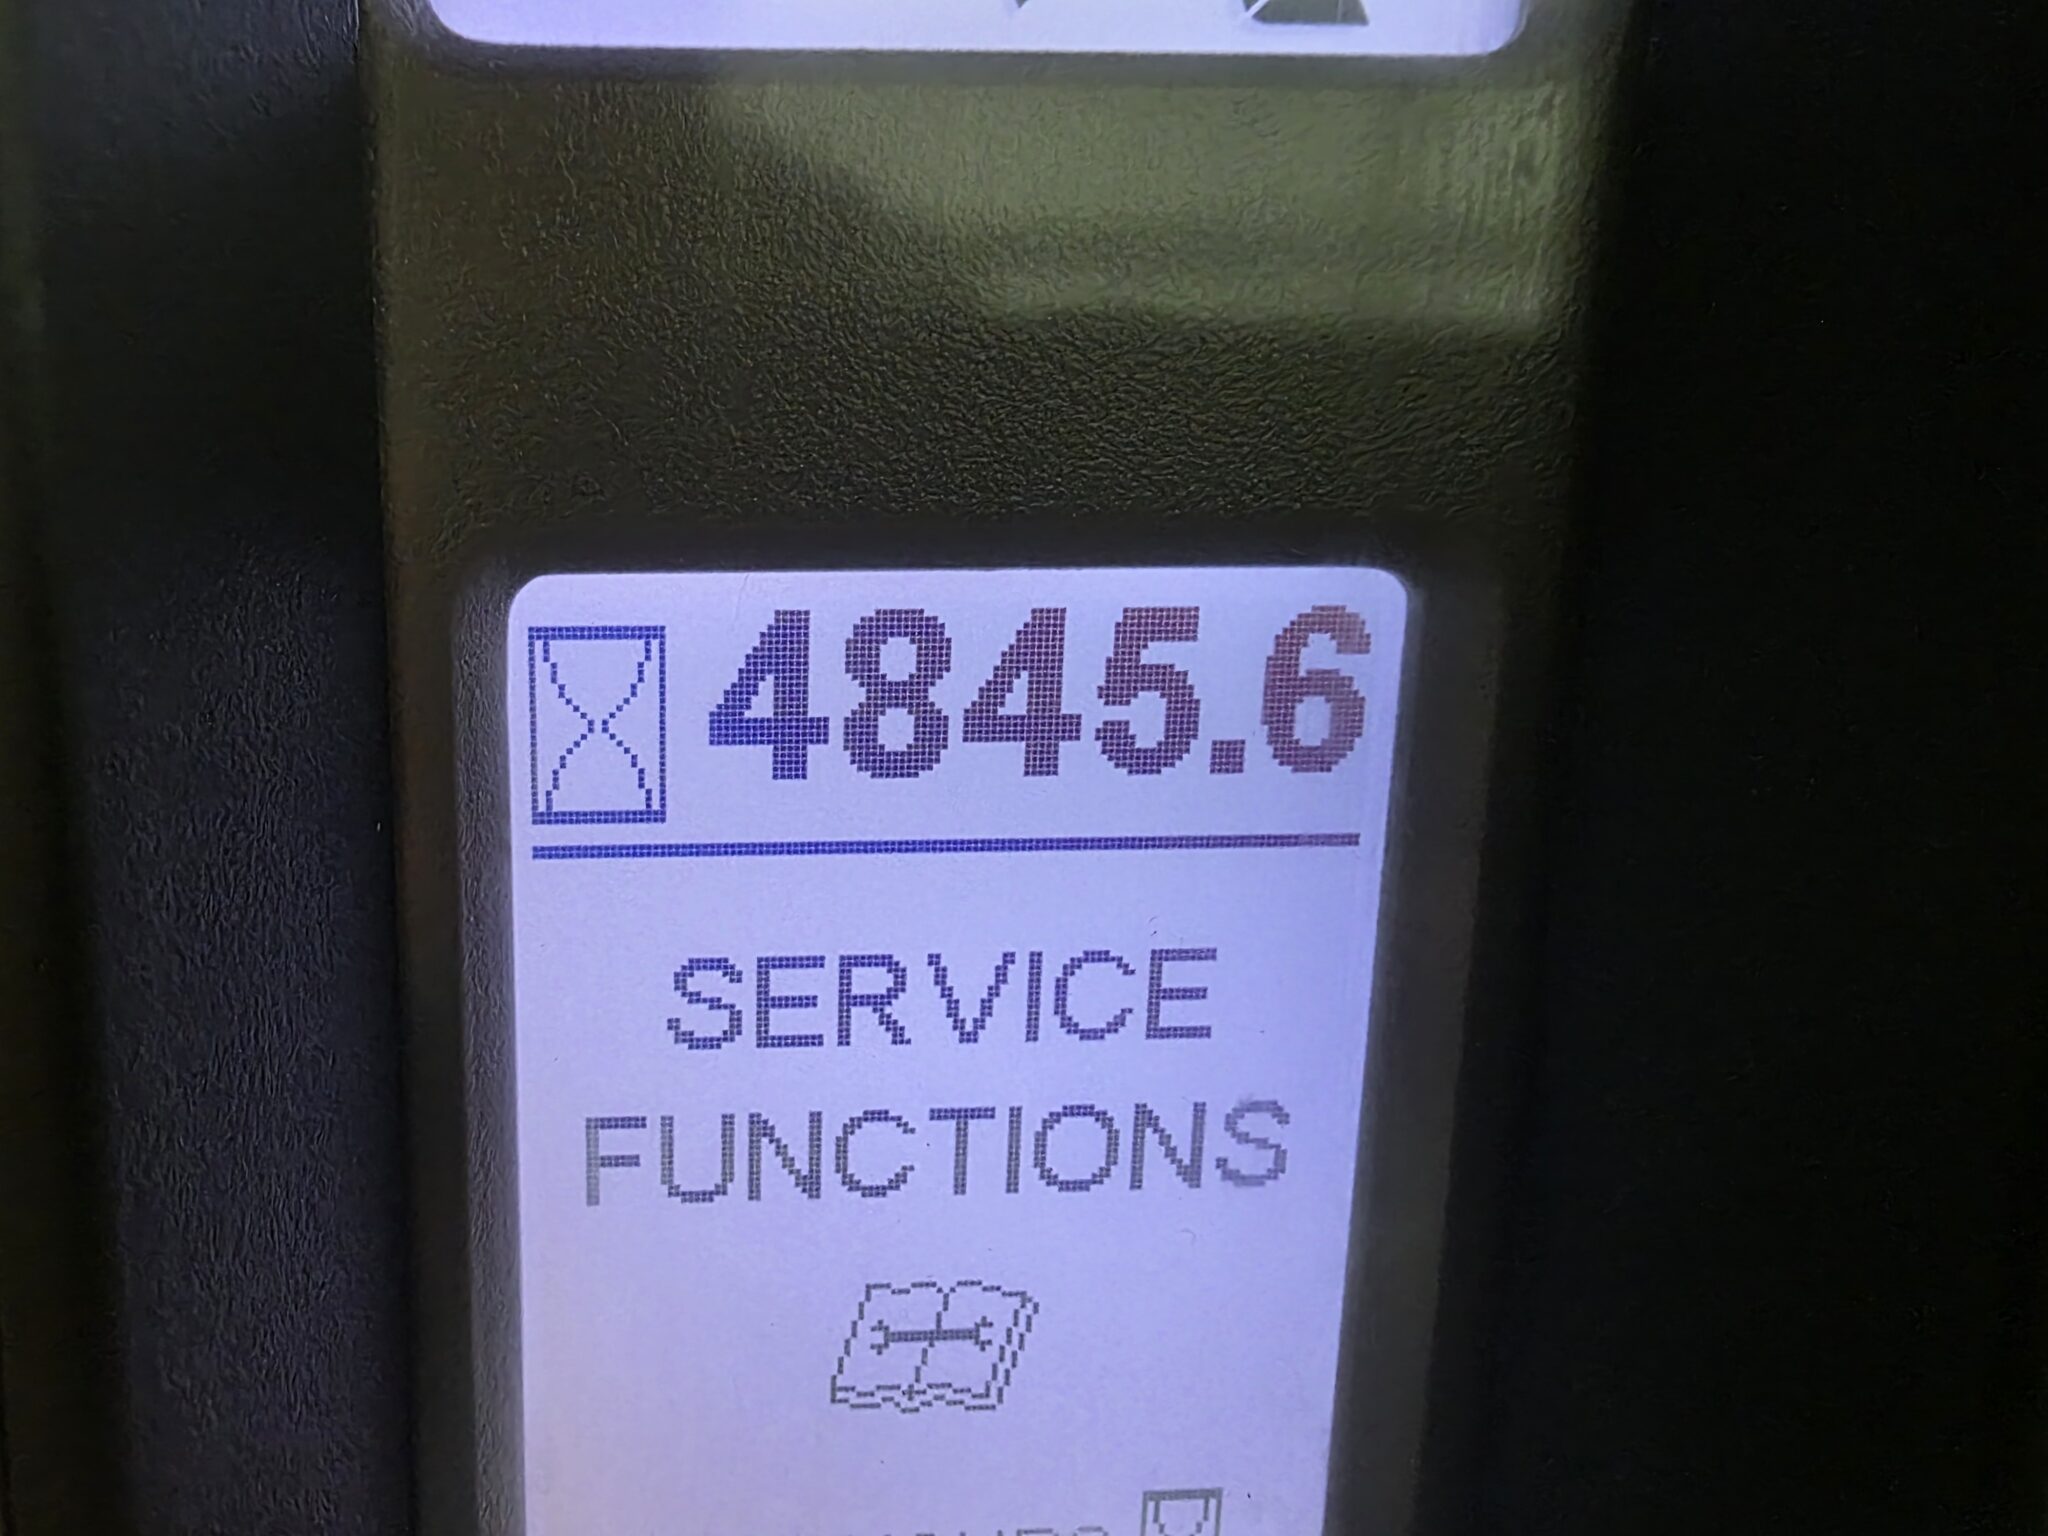 4845.6
SERVICE
FUNCTIONS